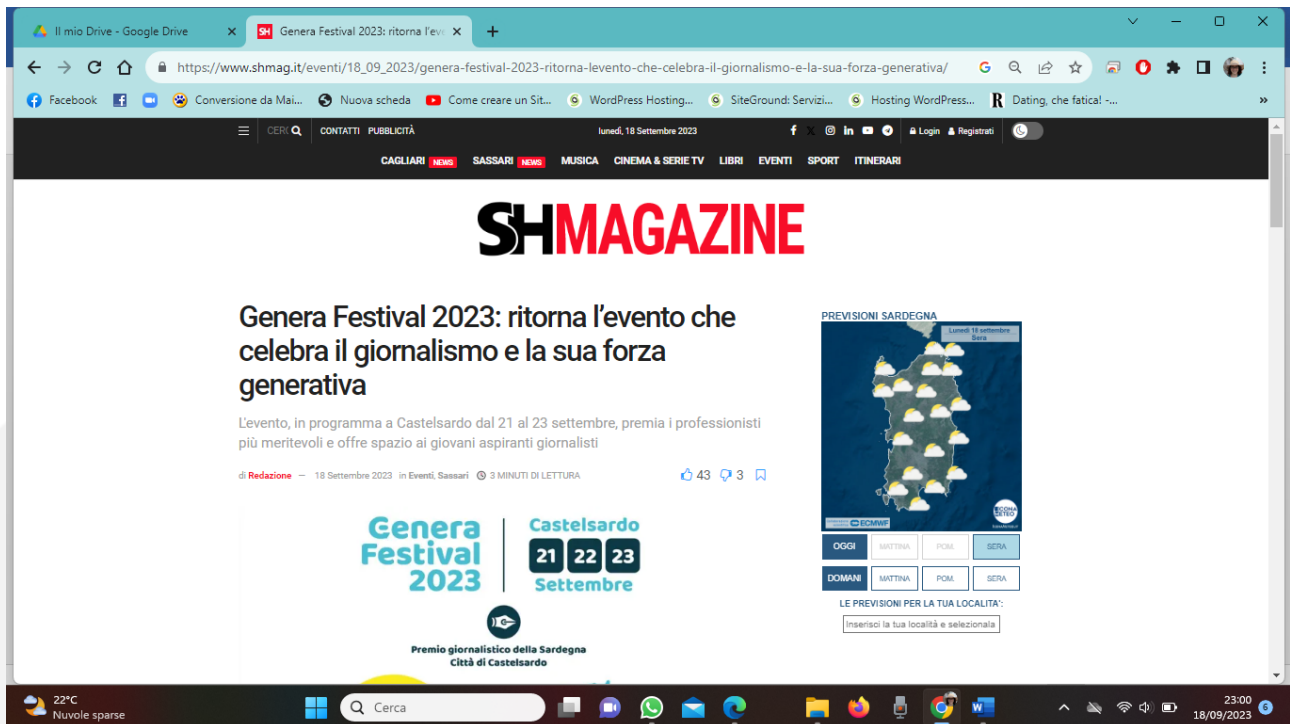 Il mio Drive - Google Drive
SH Genera Festival 2023: ritorna l'eve
https://www.shmag.it/eventi/18_09_2023/genera-festival-2023-ritorna-levento-che-celebra-il-giornalismo-e-la-sua-forza-generativa/
Facebook Conversione da Mai... Nuova scheda Come creare un Sit... WordPress Hosting... SiteGround: Servizi... Hosting WordPress... R Dating, che fatica! -... »
CERC CONTATTI PUBBLICITÀ lunedì, 18 Settembre 2023 Login Registrati
CAGLIARI NEWS SASSARI NEWS MUSICA CINEMA & SERIE TV LIBRI EVENTI SPORT ITINERARI
SHMAGAZINE
Genera Festival 2023: ritorna l'evento che
celebra il giornalismo e la sua forza
generativa
L'evento, in programma a Castelsardo dal 21 al 23 settembre, premia i professionisti
più meritevoli e offre spazio ai giovani aspiranti giornalisti
di Redazione — 18 Settembre 2023 in Eventi, Sassari 3 MINUTI DI LETTURA 43 3
Genera
Festival
2023
Castelsardo
21 22 23
Settembre
Premio giornalistico della Sardegna
Città di Castelsardo
PREVISIONI SARDEGNA
Lunedì 18 settembre
Sera
ECMWF
OGGI MATTINA POM. SERA
DOMANI MATTINA POM. SERA
LE PREVISIONI PER LA TUA LOCALITA':
Inserisci la tua località e selezionala
22°C
Nuvole sparse
Cerca
23:00
18/09/2023
6